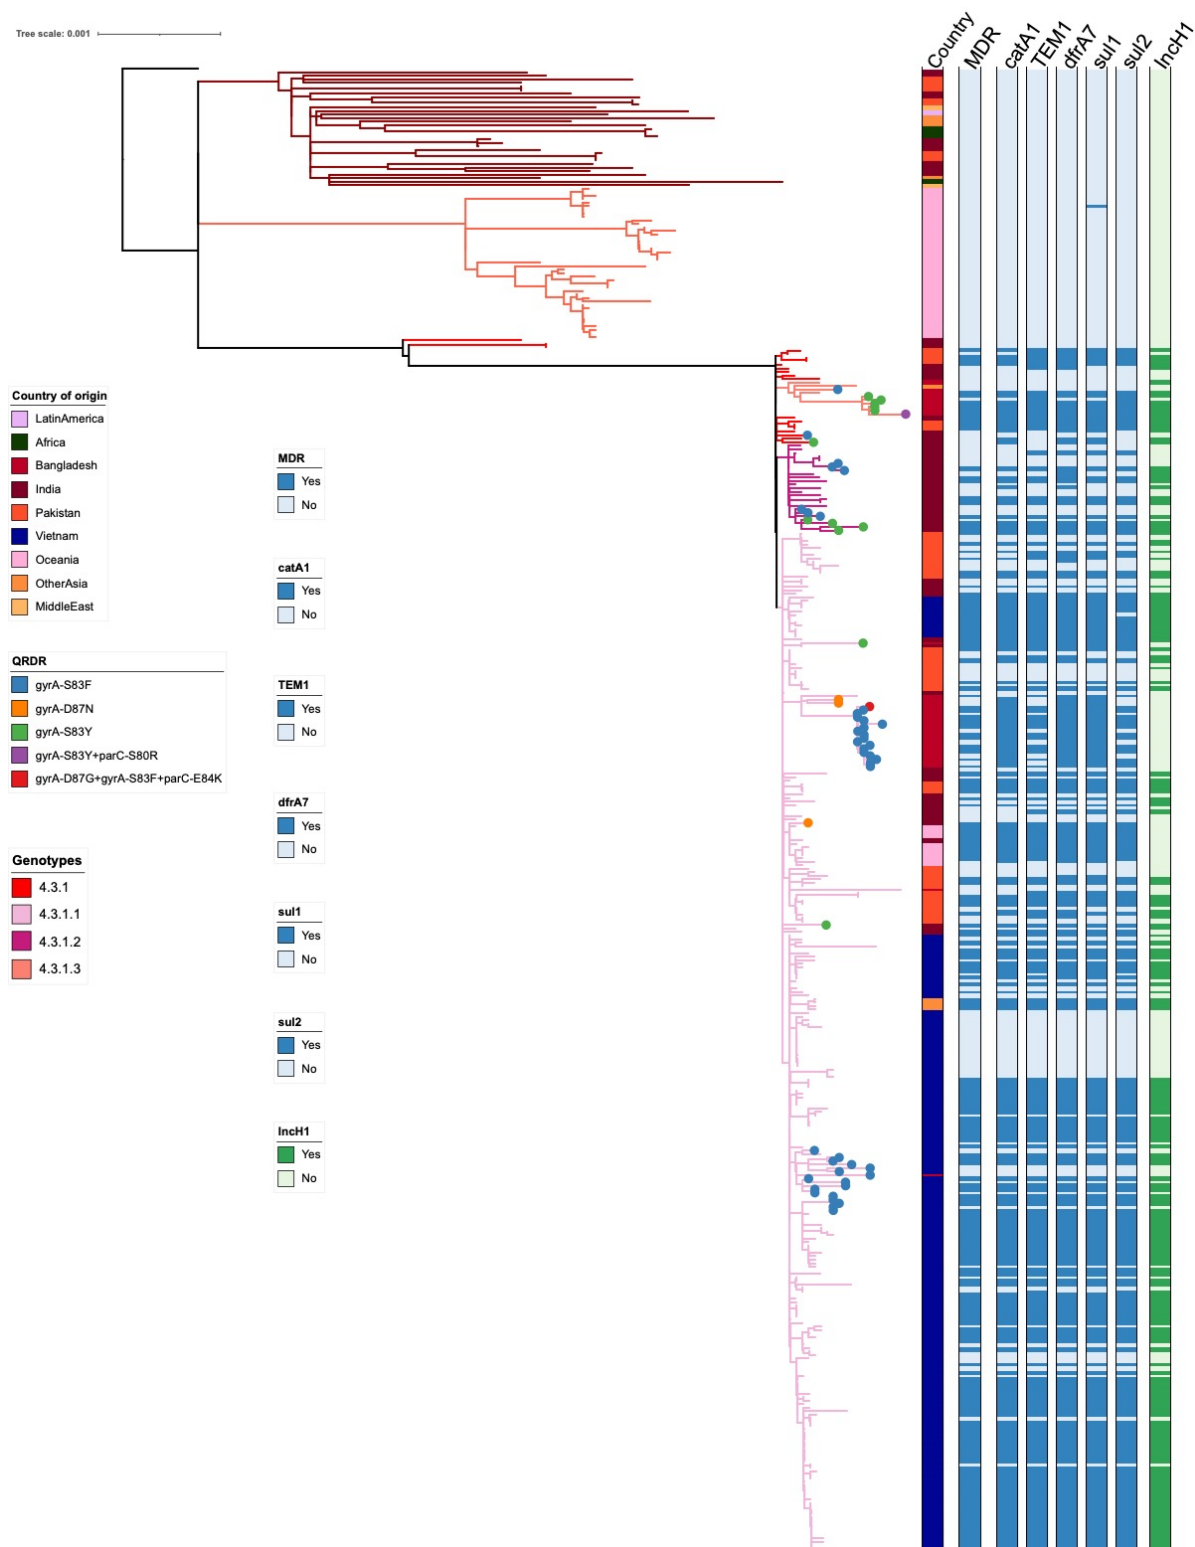 Tree scale: 0.001
Country
MDR
catA1
TEM1
dfrA7
sul1
sul2
IncH1
Country of origin
LatinAmerica
Africa
Bangladesh
India
Pakistan
Vietnam
Oceania
OtherAsia
MiddleEast
QRDR
gyrA-S83F
gyrA-D87N
gyrA-S83Y
gyrA-S83Y+parC-S80R
gyrA-D87G+gyrA-S83F+parC-E84K
Genotypes
4.3.1
4.3.1.1
4.3.1.2
4.3.1.3
MDR
Yes
No
catA1
Yes
No
TEM1
Yes
No
dfrA7
Yes
No
sul1
Yes
No
sul2
Yes
No
IncH1
Yes
No